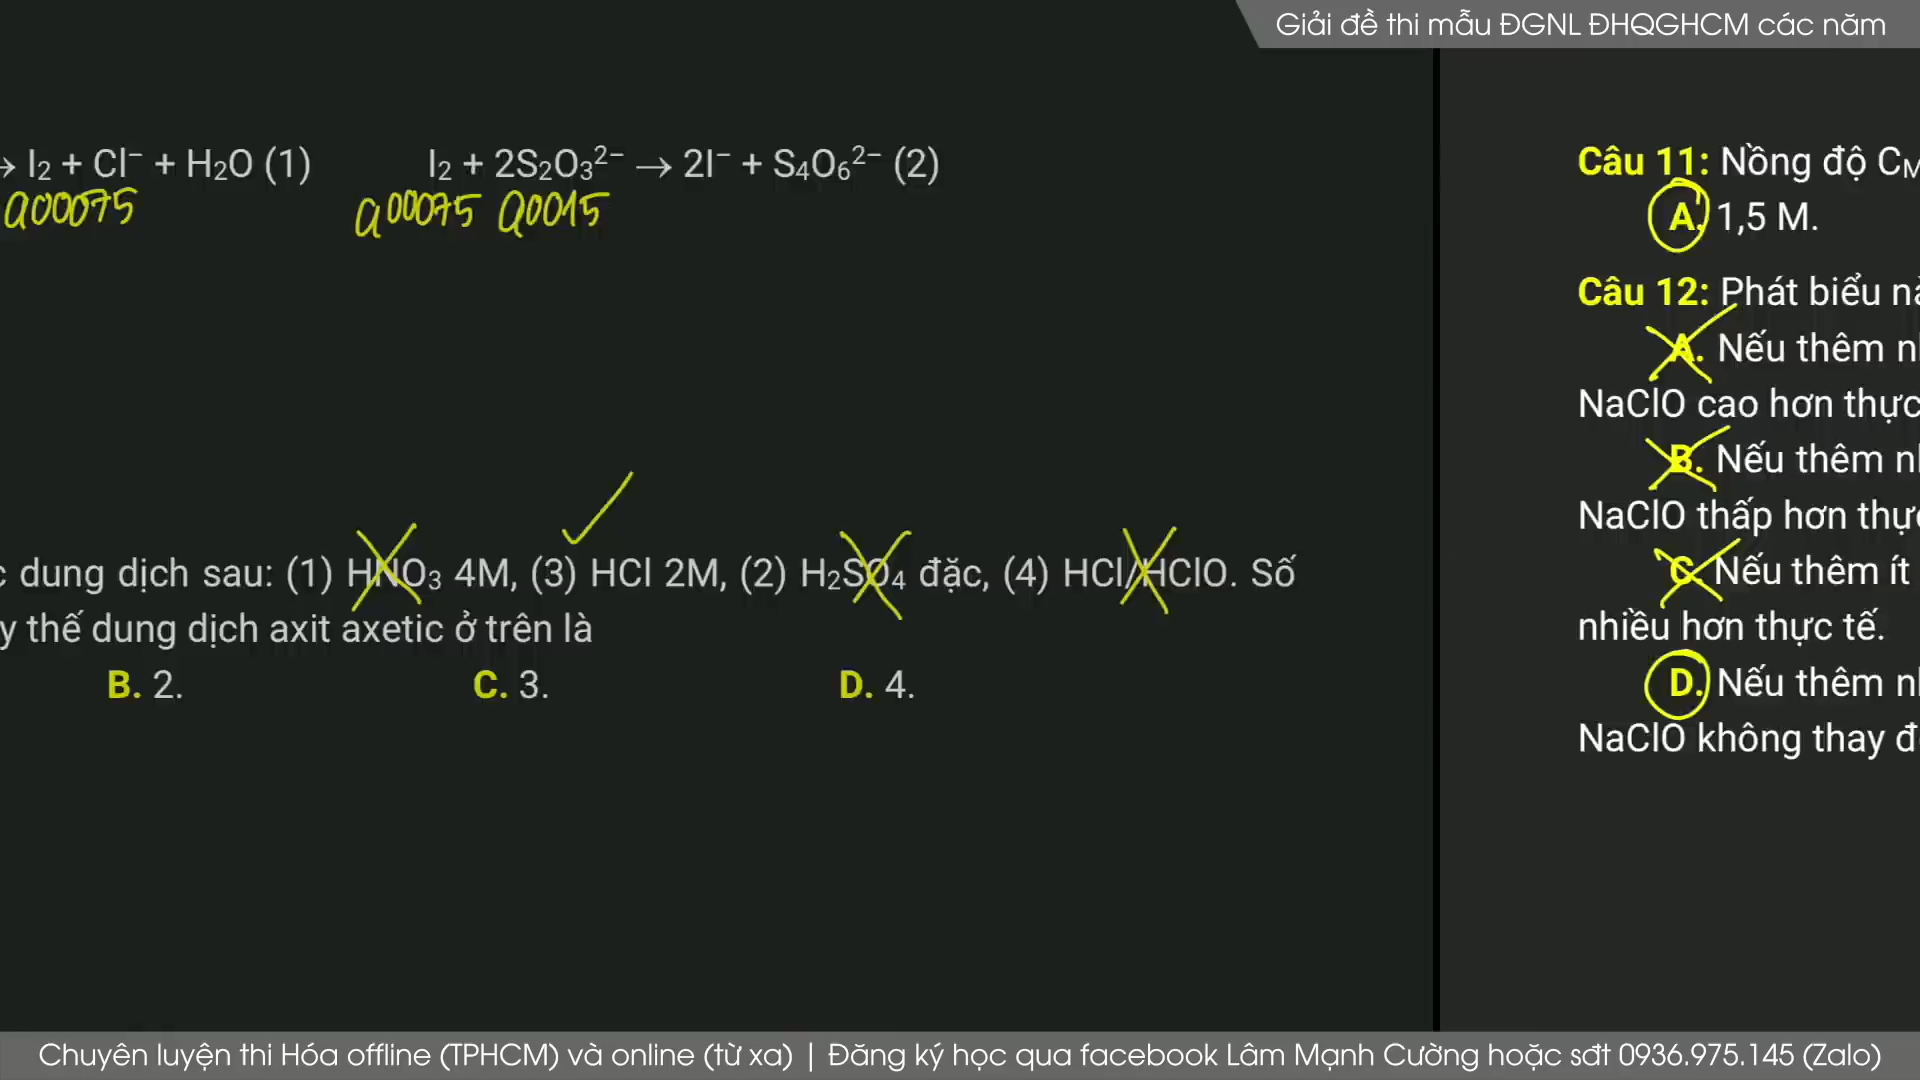 Giải đề thi mẫu ĐGNL ĐHQGHCM các năm
→ I₂ + Cl⁻ + H₂O (1) I₂ + 2S₂O₃²⁻ → 2I⁻ + S₄O₆²⁻ (2)
0,00075 0,00075 0,0015
dung dịch sau: (1) HNO₃ 4M, (3) HCl 2M, (2) H₂SO₄ đặc, (4) HCl/HClO. Số
y thế dung dịch axit axetic ở trên là
B. 2. C. 3. D. 4.
Câu 11: Nồng độ C
A. 1,5 M.
Câu 12: Phát biểu
A. Nếu thêm
NaClO cao hơn thực
B. Nếu thêm
NaClO thấp hơn
C. Nếu thêm ít
nhiều hơn thực tế.
D. Nếu thêm
NaClO không thay
Chuyên luyện thi Hóa offline (TPHCM) và online (từ xa) | Đăng ký học qua facebook Lâm Mạnh Cường hoặc sđt 0936.975.145 (Zalo)